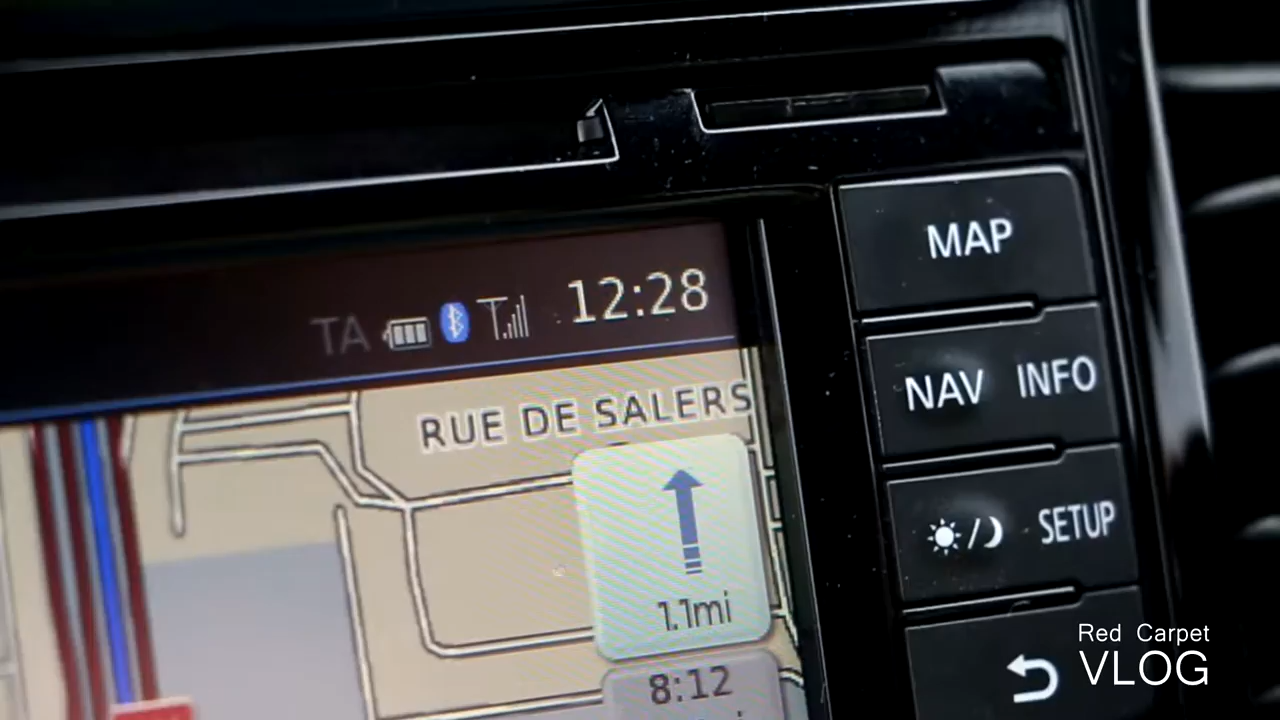 MAP
TA 12:28
NAV INFO
RUE DE SALERS
SETUP
1.1mi
8:12
Red Carpet
VLOG